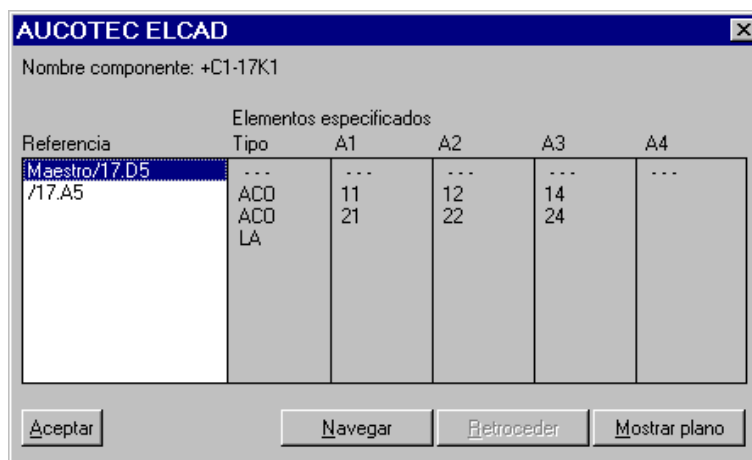 AUCOTEC ELCAD
Nombre componente: +C1-17K1
Elementos especificados
Referencia Tipo A1 A2 A3 A4
Maestro/17.D5 --- --- --- --- ---
/17.A5 ACO 11 12 14
ACO 21 22 24
LA
Aceptar Navegar Retroceder Mostrar plano